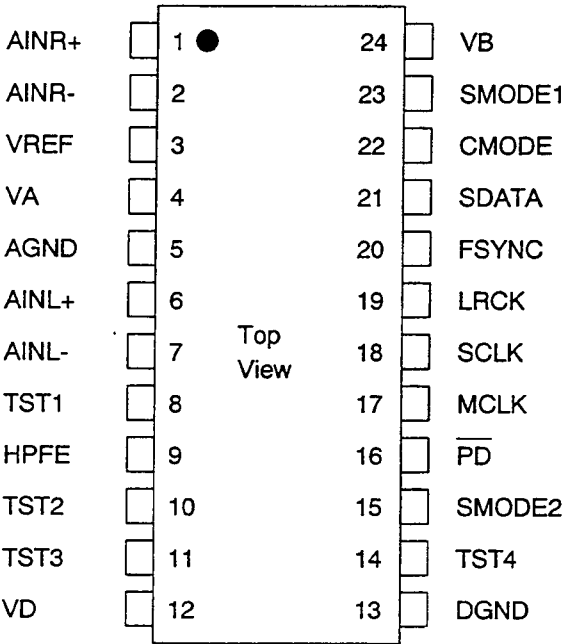 AINR+ 1 24 VB
AINR- 2 23 SMODE1
VREF 3 22 CMODE
VA 4 21 SDATA
AGND 5 20 FSYNC
AINL+ 6 19 LRCK
AINL- 7 Top View 18 SCLK
TST1 8 17 MCLK
HPFE 9 16 P̅D̅
TST2 10 15 SMODE2
TST3 11 14 TST4
VD 12 13 DGND